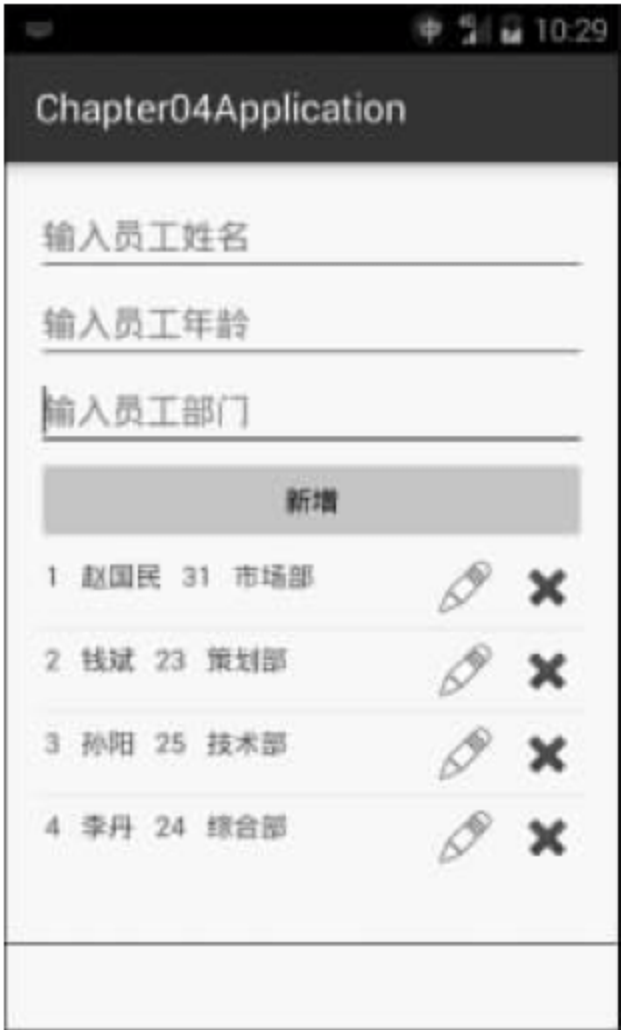 中 4G 10:29
Chapter04Application
输入员工姓名
输入员工年龄
输入员工部门
新增
1 赵国民 31 市场部
2 钱斌 23 策划部
3 孙阳 25 技术部
4 李丹 24 综合部